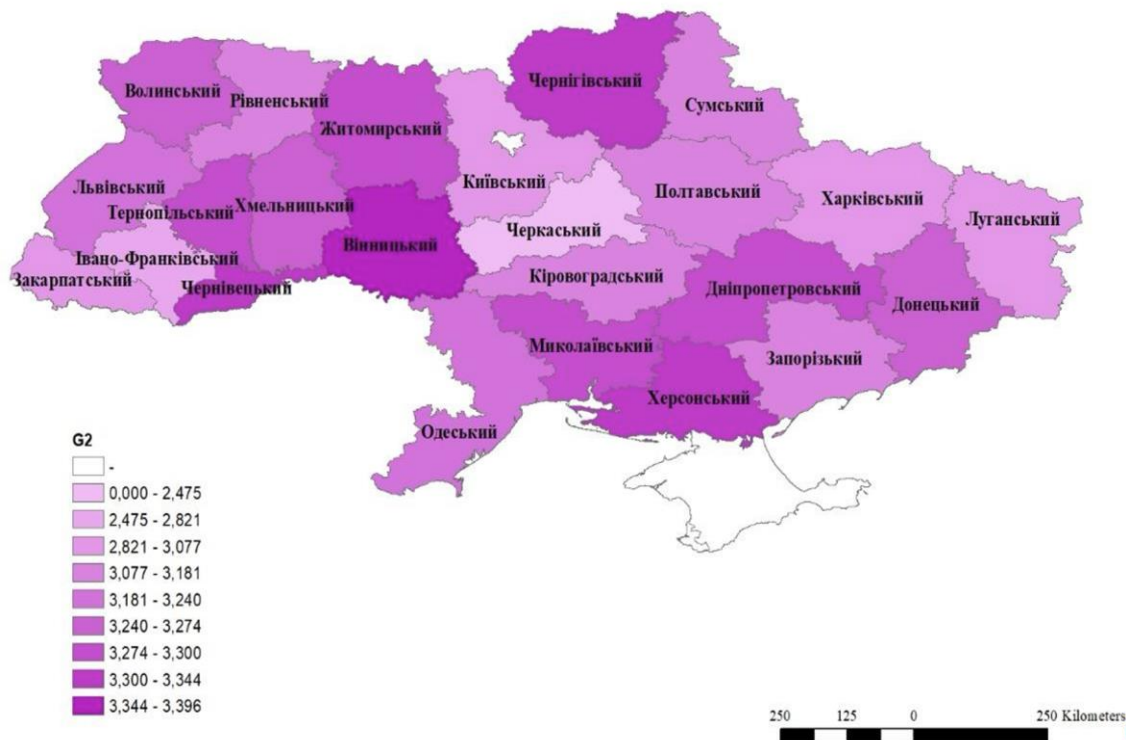 Чернігівський
Волинський
Рівненський
Сумський
Житомирський
Київський
Полтавський
Харківський
Львівський
Тернопільський
Хмельницький
Луганський
Черкаський
Вінницький
Івано-Франківський
Закарпатський
Чернівецький
Кіровоградський
Дніпропетровський
Донецький
Миколаївський
Запорізький
Херсонський
Одеський
G2
-
0,000 - 2,475
2,475 - 2,821
2,821 - 3,077
3,077 - 3,181
3,181 - 3,240
3,240 - 3,274
3,274 - 3,300
3,300 - 3,344
3,344 - 3,396
250 125 0 250 Kilometers